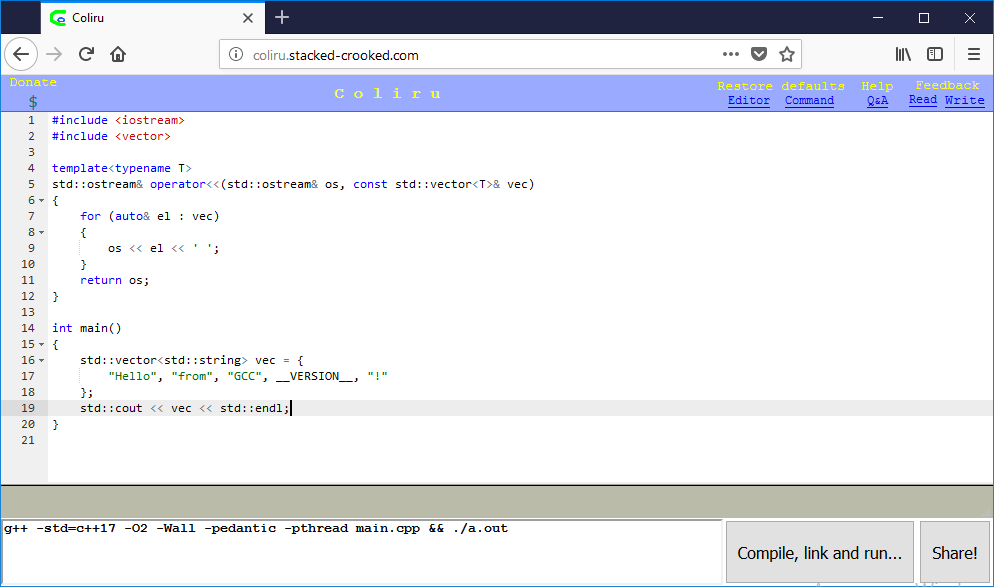 Coliru
coliru.stacked-crooked.com
Donate
$
C o l i r u
Restore defaults
Editor Command
Help
Q&A
Feedback
Read Write
1 #include <iostream>
2 #include <vector>
3
4 template<typename T>
5 std::ostream& operator<<(std::ostream& os, const std::vector<T>& vec)
6 {
7     for (auto& el : vec)
8     {
9         os << el << ' ';
10     }
11     return os;
12 }
13
14 int main()
15 {
16     std::vector<std::string> vec = {
17         "Hello", "from", "GCC", __VERSION__, "!"
18     };
19     std::cout << vec << std::endl;
20 }
21
g++ -std=c++17 -O2 -Wall -pedantic -pthread main.cpp && ./a.out
Compile, link and run...
Share!